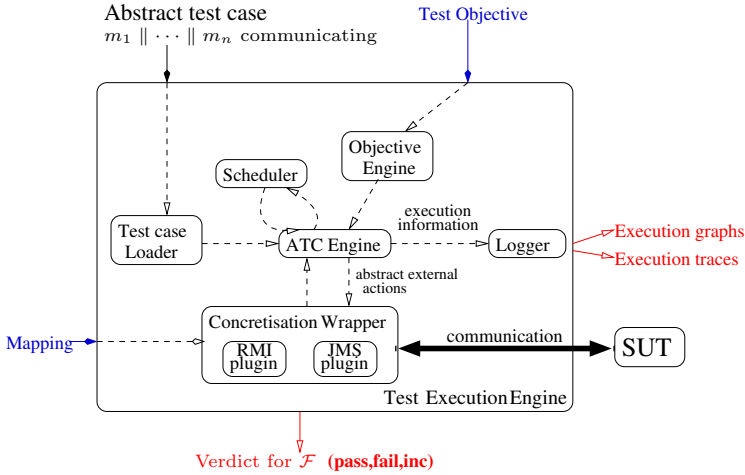 Abstract test case
m₁ ∥ · · · ∥ mₙ communicating
Test Objective
Objective
Engine
Scheduler
execution
information
Test case
Loader
ATC Engine
Logger
Execution graphs
Execution traces
abstract external
actions
Concretisation Wrapper
RMI
plugin
JMS
plugin
Mapping
communication
SUT
Test Execution Engine
Verdict for ℱ (pass,fail,inc)